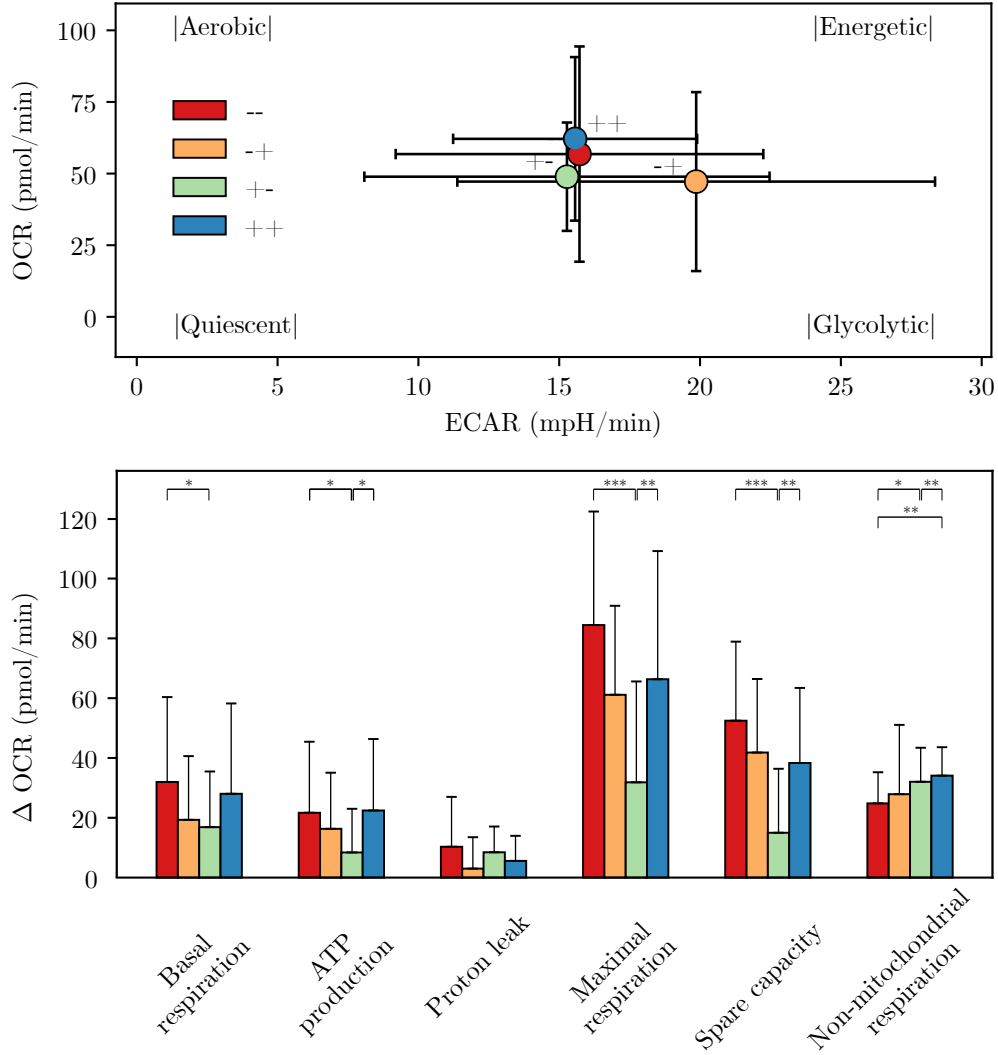 |Aerobic|
|Energetic|
--
-+
+-
++
++
+-
-+
|Quiescent|
|Glycolytic|
100
75
50
25
0
OCR (pmol/min)
0 5 10 15 20 25 30
ECAR (mpH/min)
* * * *** ** *** ** * **
**
120
100
80
60
40
20
0
Δ OCR (pmol/min)
Basal
respiration
ATP
production
Proton leak
Maximal
respiration
Spare capacity
Non-mitochondrial
respiration